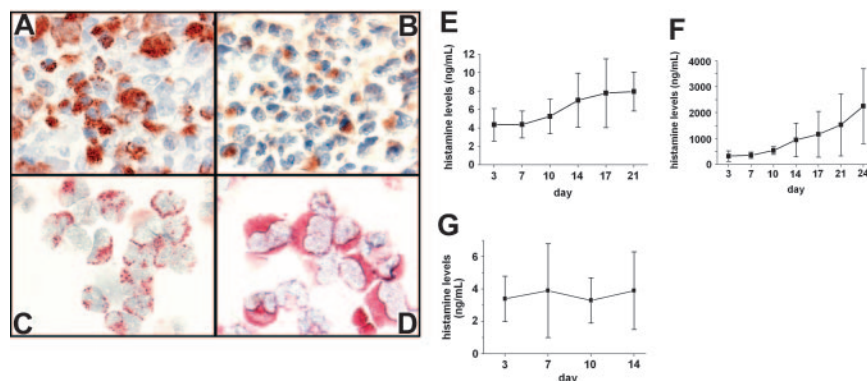 A
B
C
D
E
histamine levels (ng/mL)
12
10
8
6
4
2
0
3 7 10 14 17 21
day
F
histamine levels (ng/mL)
4000
3000
2000
1000
0
3 7 10 14 17 21 24
day
G
histamine levels
(ng/mL)
6
4
2
0
3 7 10 14
day